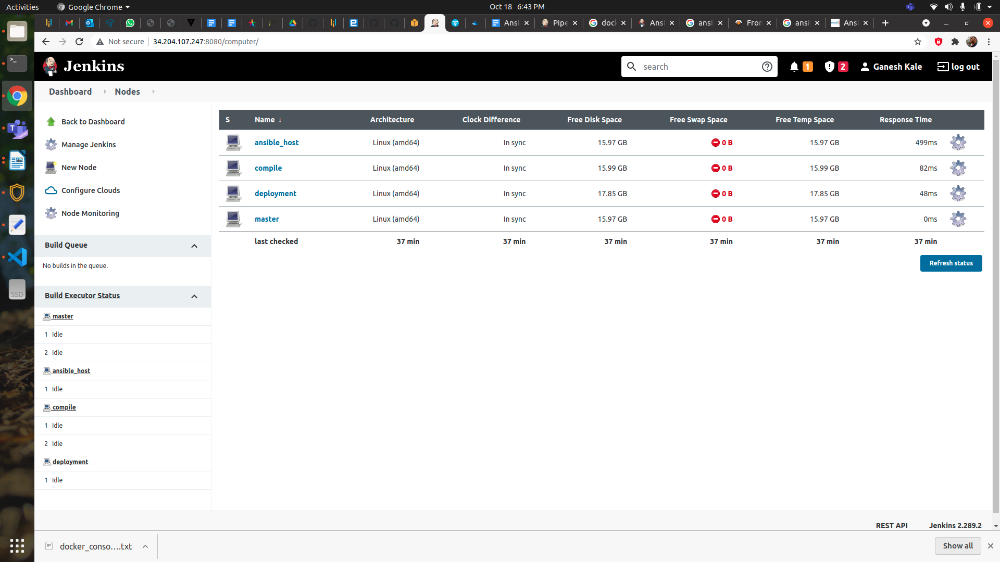 Activities Google Chrome Oct 18 6:43 PM
Ansi Pipe dock Ansi ansi Fron ansi Ansi
Not secure 34.204.107.247:8080/computer/
Jenkins search 1 2 Ganesh Kale log out
Dashboard Nodes
Back to Dashboard
Manage Jenkins
New Node
Configure Clouds
Node Monitoring
Build Queue
No builds in the queue.
Build Executor Status
master
1 Idle
2 Idle
ansible_host
1 Idle
compile
1 Idle
2 Idle
deployment
1 Idle
S Name ↓ Architecture Clock Difference Free Disk Space Free Swap Space Free Temp Space Response Time
ansible_host Linux (amd64) In sync 15.97 GB 0 B 15.97 GB 499ms
compile Linux (amd64) In sync 15.99 GB 0 B 15.99 GB 82ms
deployment Linux (amd64) In sync 17.85 GB 0 B 17.85 GB 48ms
master Linux (amd64) In sync 15.97 GB 0 B 15.97 GB 0ms
last checked 37 min 37 min 37 min 37 min 37 min 37 min
Refresh status
SSD
REST API Jenkins 2.289.2
docker_conso....txt Show all